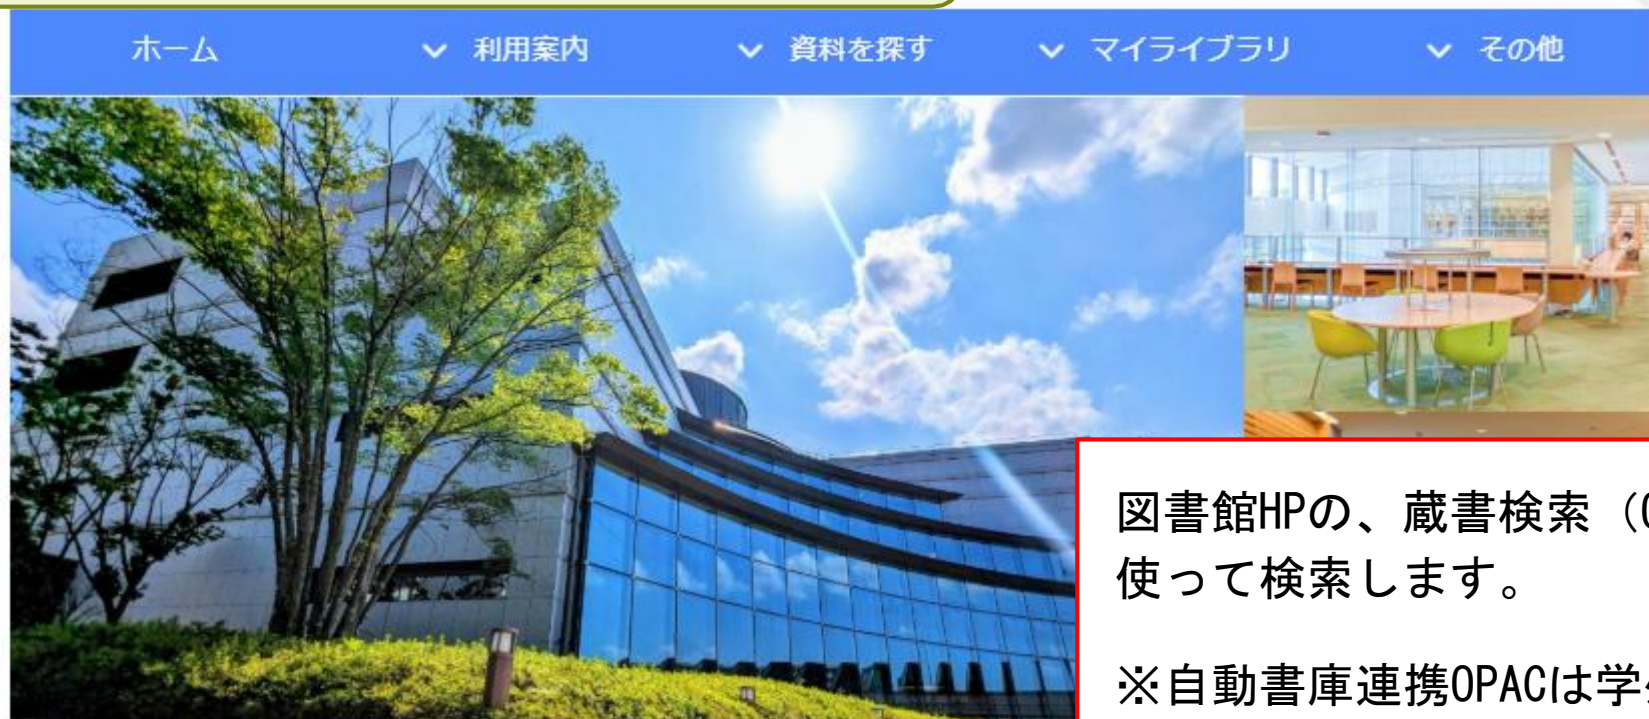 ホーム
利用案内
資料を探す
マイライブラリ
その他
図書館HPの、蔵書検索（
使って検索します。
※自動書庫連携OPACは学